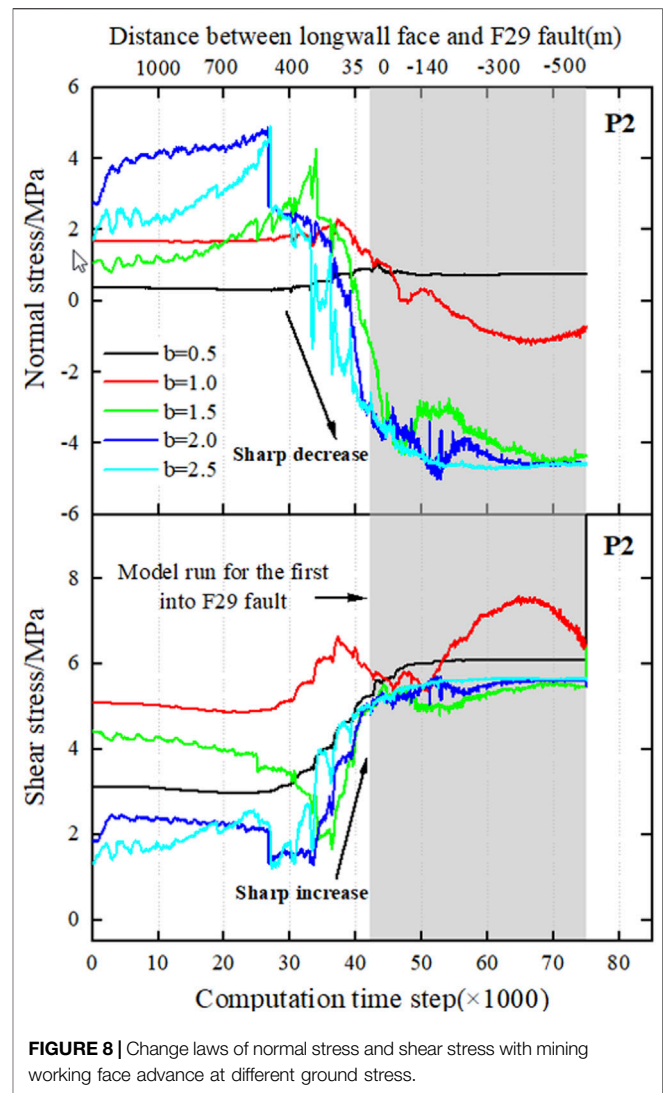 Distance between longwall face and F29 fault(m)
1000 700 400 35 0 -140 -300 -500
6
4
2
0
-2
-4
-6
Normal stress/MPa
P2
b=0.5
b=1.0
b=1.5
b=2.0
b=2.5
Sharp decrease
P2
Model run for the first
into F29 fault
8
6
4
2
0
Shear stress/MPa
Sharp increase
0 10 20 30 40 50 60 70 80
Computation time step(×1000)
FIGURE 8 | Change laws of normal stress and shear stress with mining
working face advance at different ground stress.